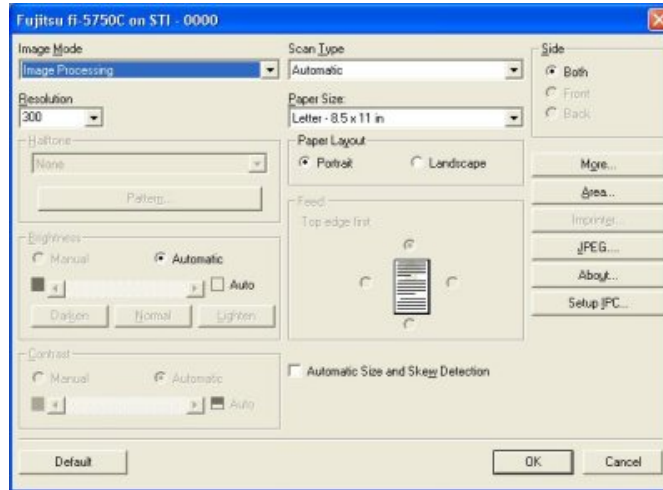 Fujitsu fi-5750C on STI - 0000
Image Mode
Image Processing
Resolution
300
Halftone
None
Pattern...
Brightness
Manual
Automatic
Auto
Darken
Normal
Lighten
Contrast
Manual
Automatic
Auto
Scan Type
Automatic
Paper Size:
Letter - 8.5 x 11 in
Paper Layout
Portrait
Landscape
Feed
Top edge first
Automatic Size and Skew Detection
Side
Both
Front
Back
More...
Area...
Imprinter...
JPEG....
About...
Setup IPC...
Default
OK
Cancel